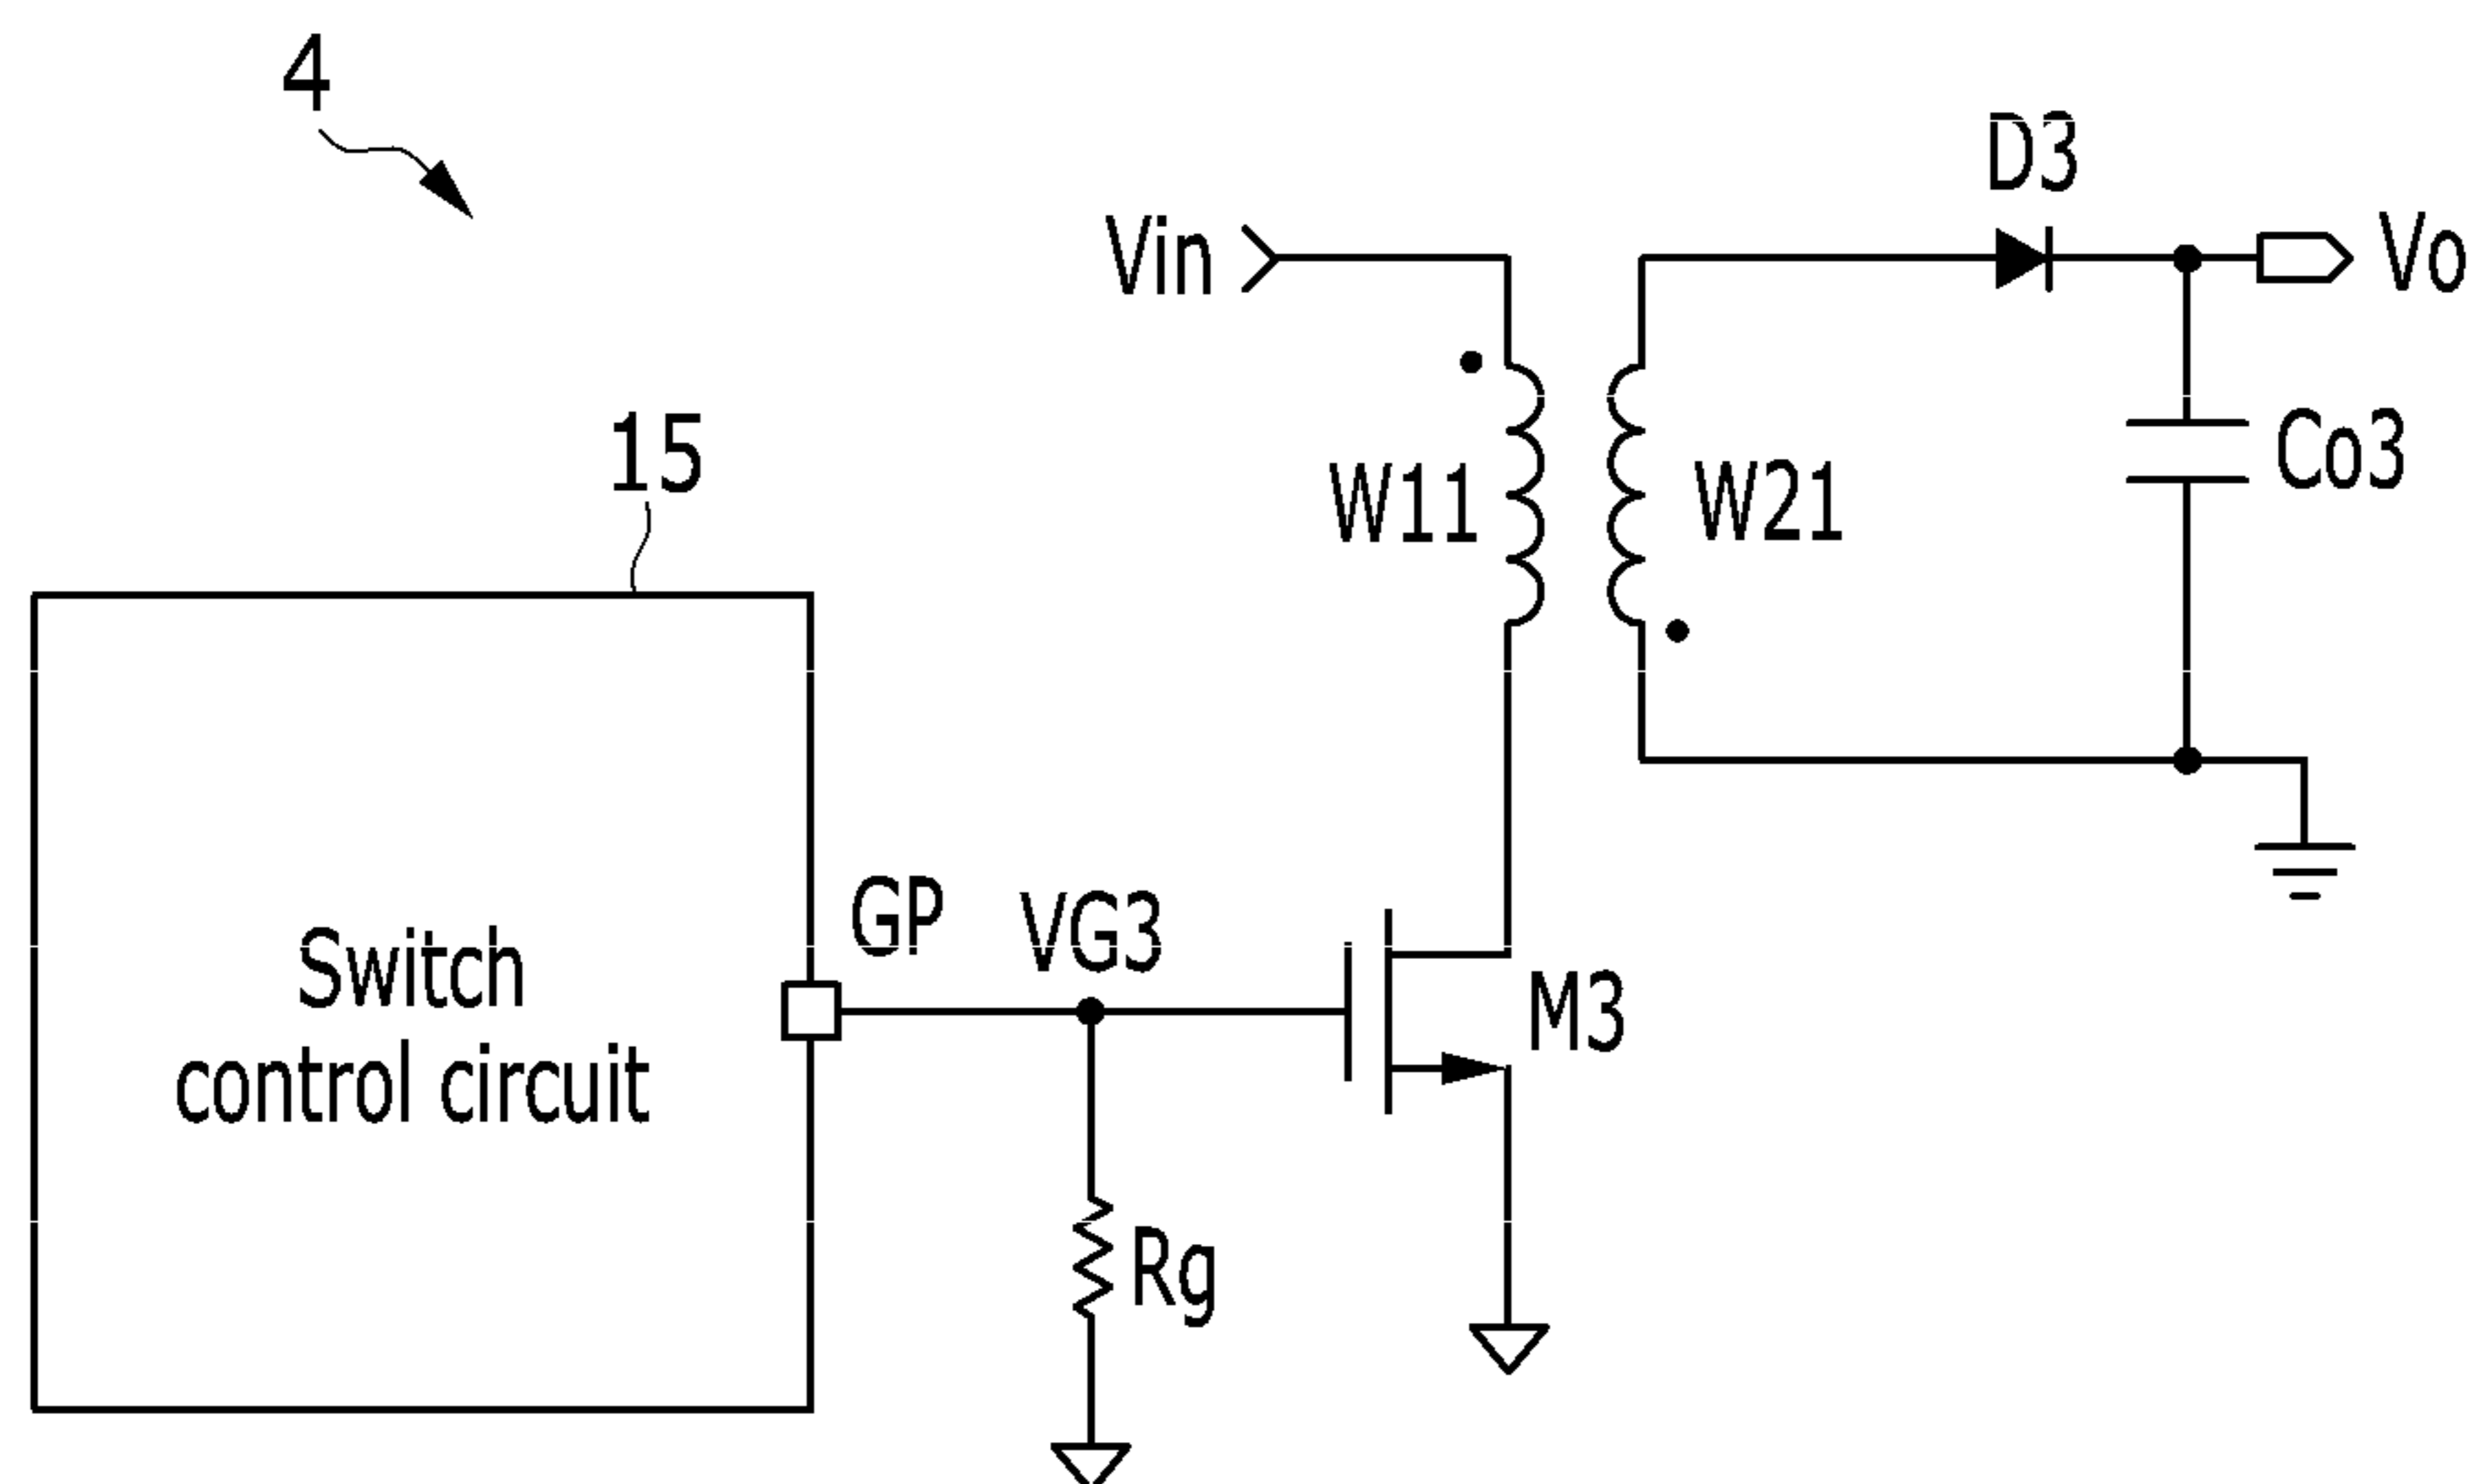 4
D3
Vin
Vo
15
W11
W21
Co3
GP
VG3
Switch
control circuit
M3
Rg